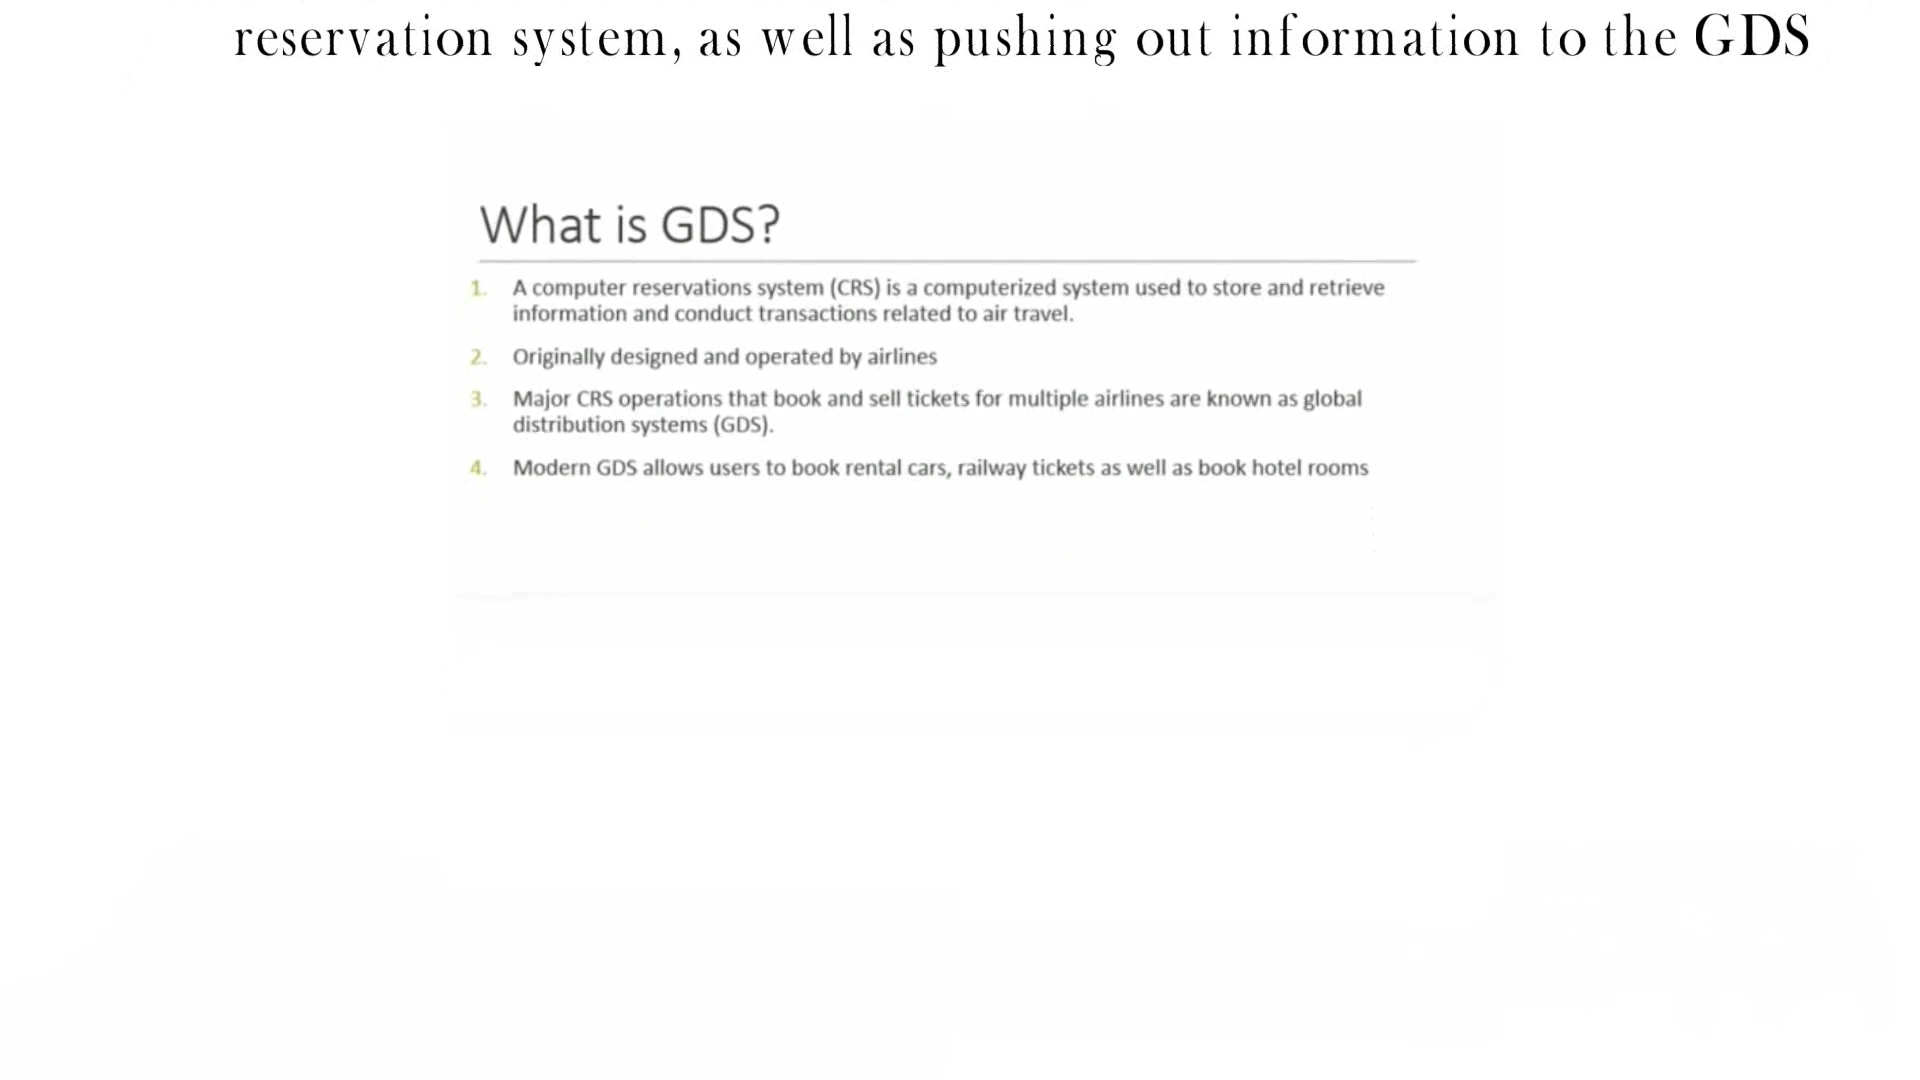 reservation system, as well as pushing out information to the GDS
What is GDS?
1. A computer reservations system (CRS) is a computerized system used to store and retrieve
information and conduct transactions related to air travel.
2. Originally designed and operated by airlines
3. Major CRS operations that book and sell tickets for multiple airlines are known as global
distribution systems (GDS).
4. Modern GDS allows users to book rental cars, railway tickets as well as book hotel rooms